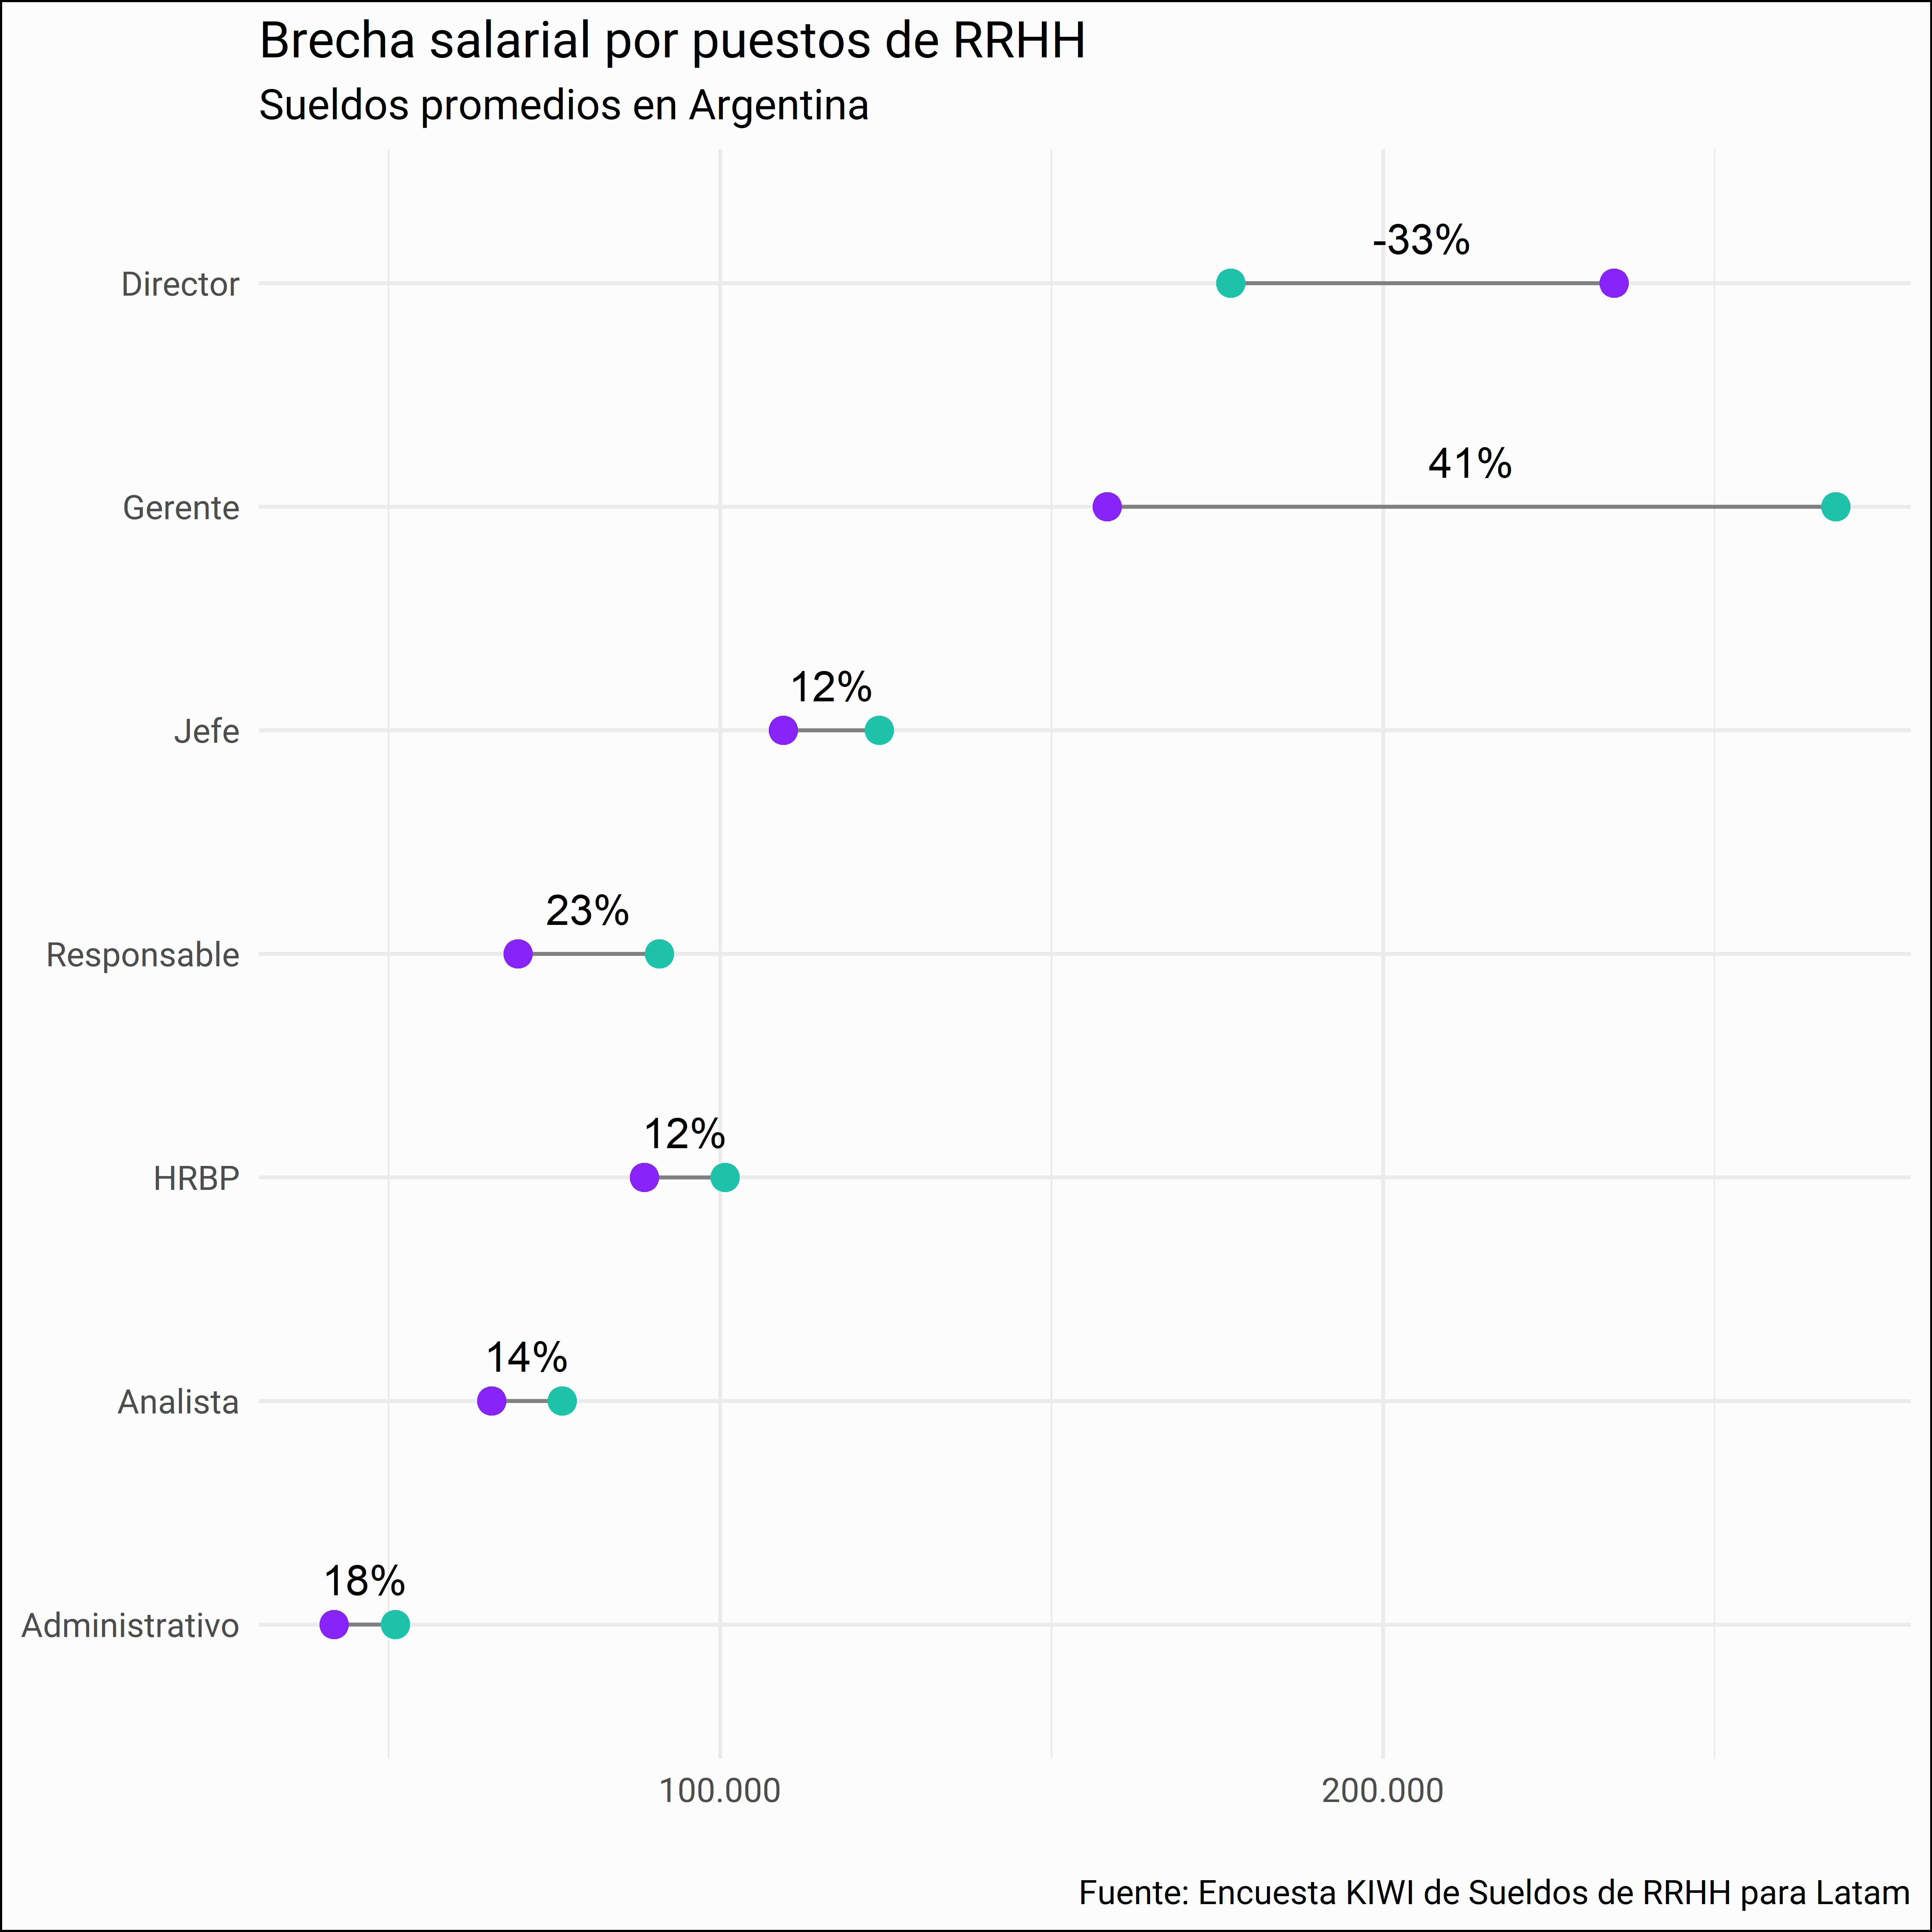 Brecha salarial por puestos de RRHH
Sueldos promedios en Argentina
Director
-33%
Gerente
41%
Jefe
12%
Responsable
23%
HRBP
12%
Analista
14%
Administrativo
18%
100.000
200.000
Fuente: Encuesta KIWI de Sueldos de RRHH para Latam